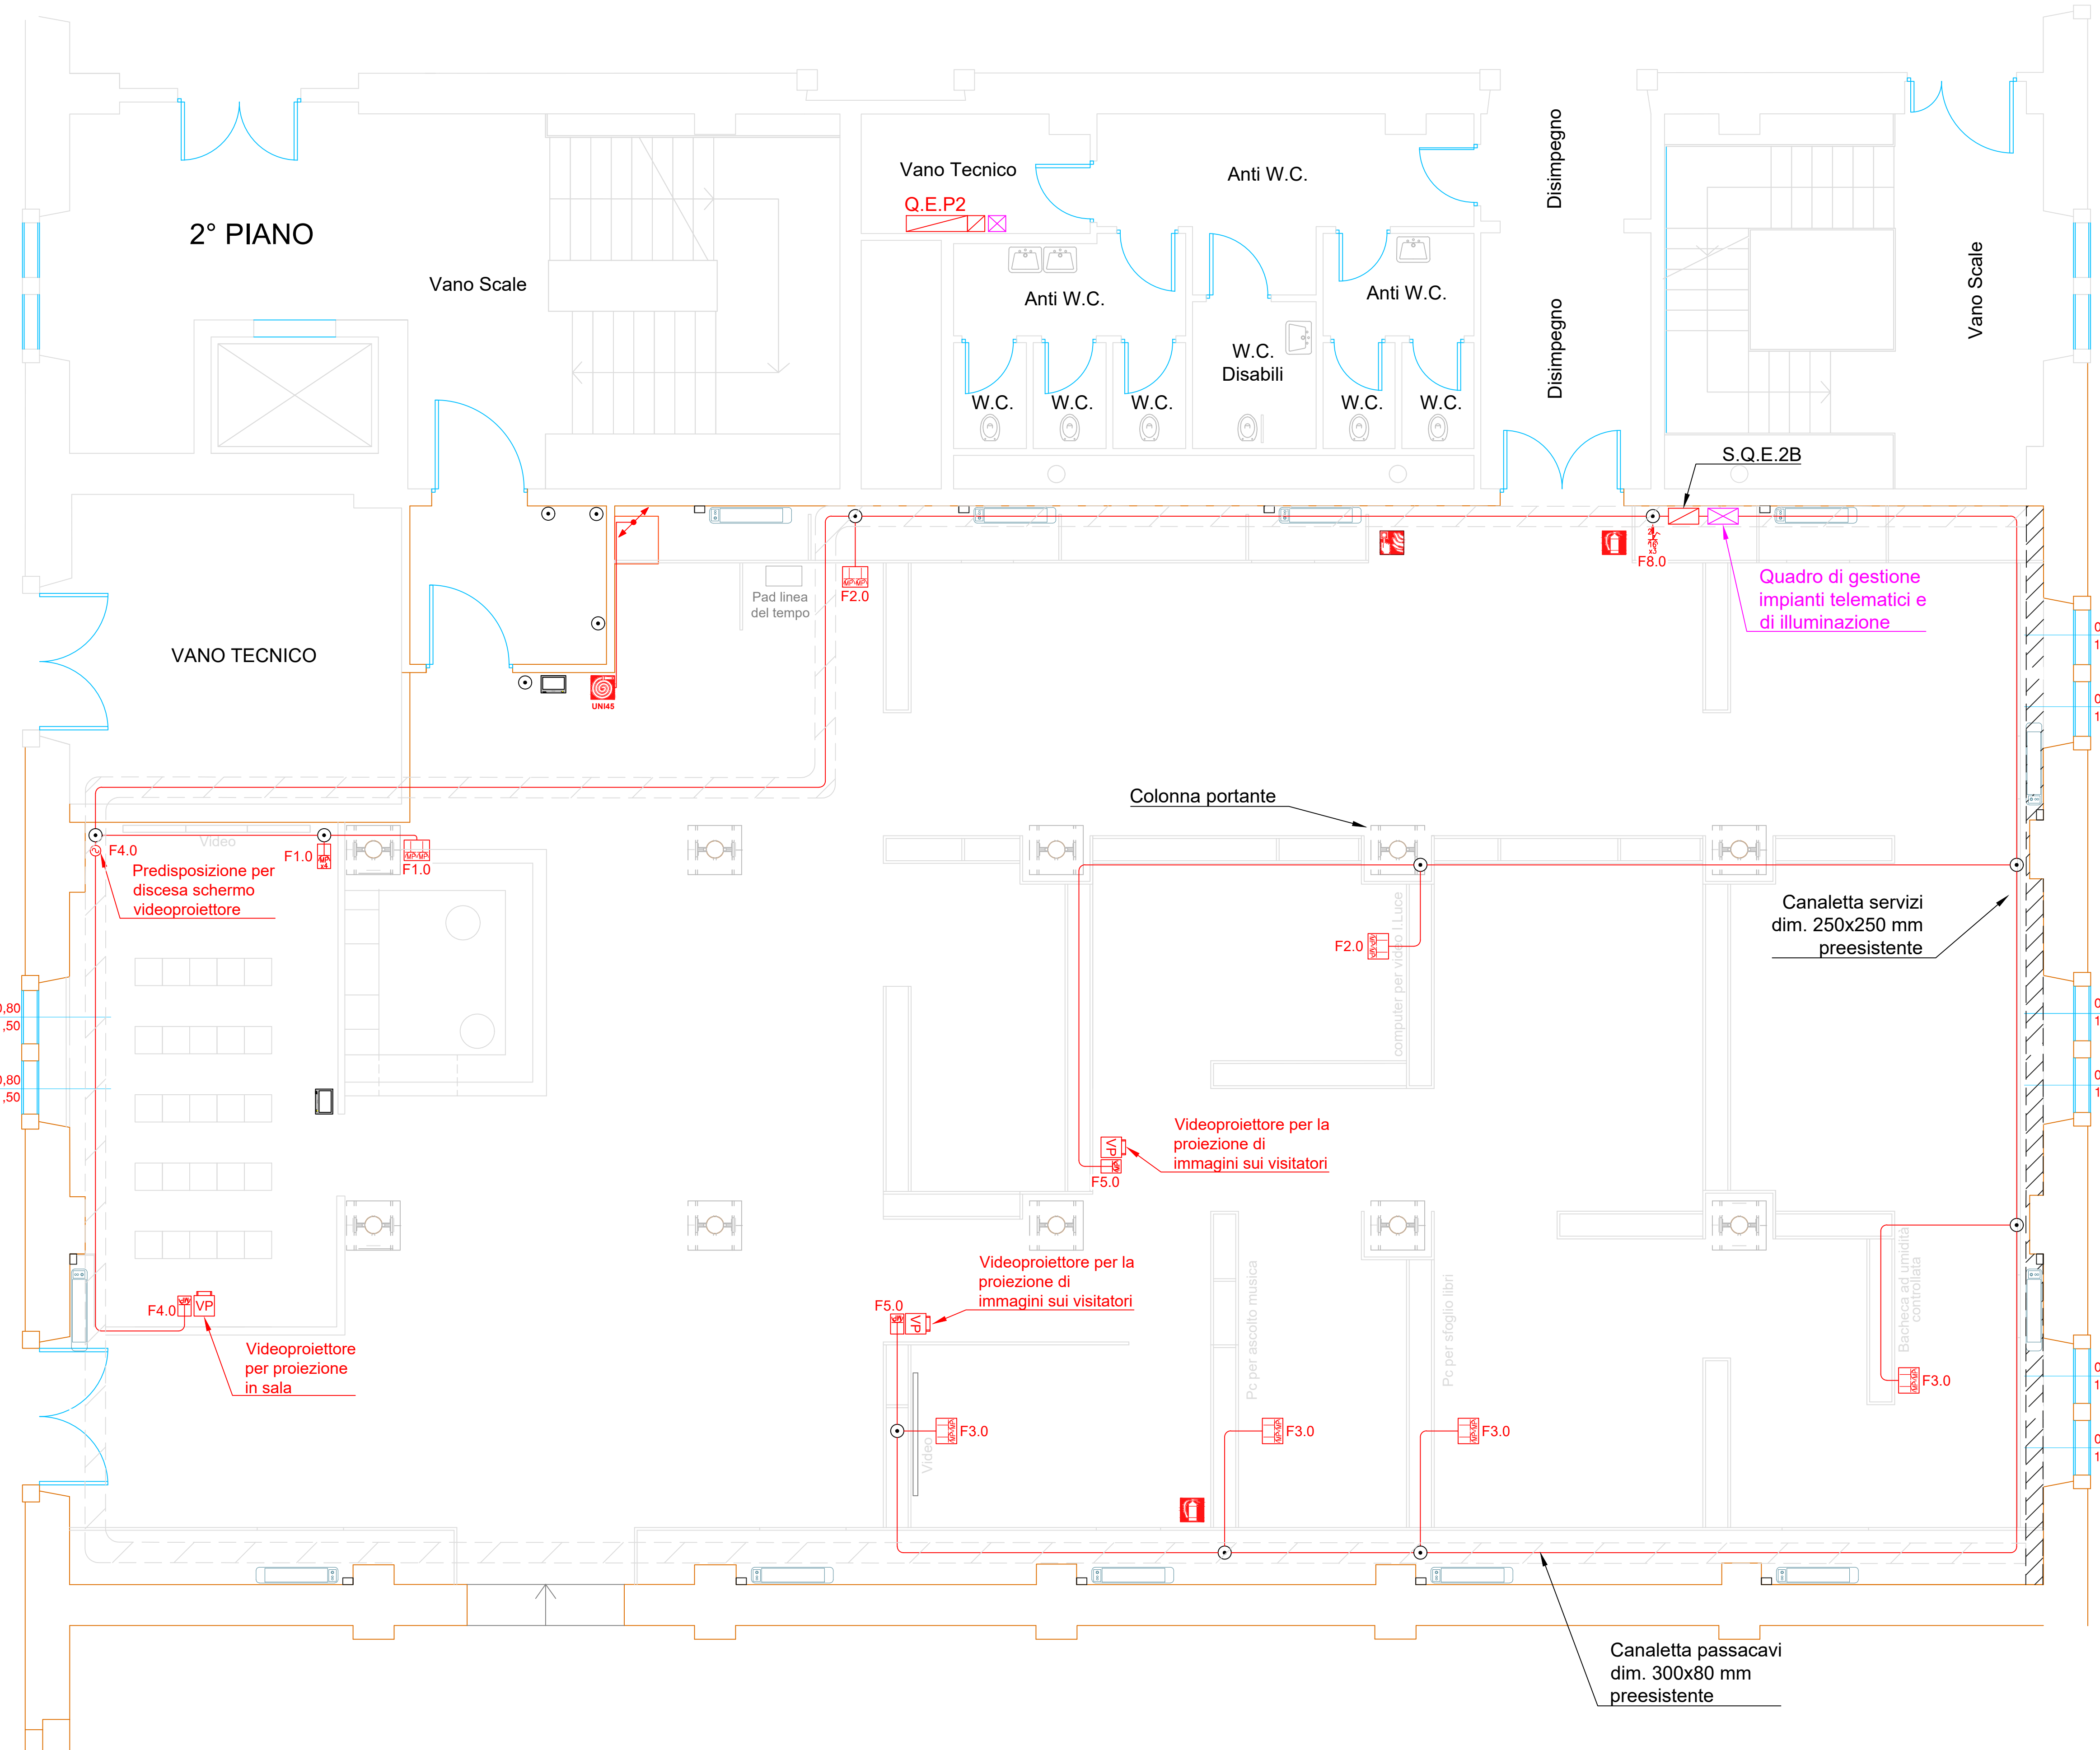 Disimpegno
Vano Tecnico
Anti W.C.
Q.E.P2
2° PIANO
Vano Scale
Vano Scale
Anti W.C.
Anti W.C.
Disimpegno
W.C.
Disabili
W.C.
W.C.
W.C.
W.C.
W.C.
S.Q.E.2B
F8.0
Quadro di gestione
impianti telematici e
di illuminazione
Pad linea
del tempo
F2.0
VANO TECNICO
UNI45
Colonna portante
Video
F4.0
F1.0
F1.0
Predisposizione per
discesa schermo
videoproiettore
Canaletta servizi
dim. 250x250 mm
preesistente
computer per video I.Luce
F2.0
0,80
,50
0,80
,50
Videoproiettore per la
proiezione di
immagini sui visitatori
VP
F5.0
Videoproiettore per la
proiezione di
immagini sui visitatori
F5.0
VP
F4.0
VP
Videoproiettore
per proiezione
in sala
Pc per ascolto musica
Pc per sfoglio libri
Bacheca ad umidità
controllata
F3.0
Video
F3.0
F3.0
F3.0
Canaletta passacavi
dim. 300x80 mm
preesistente